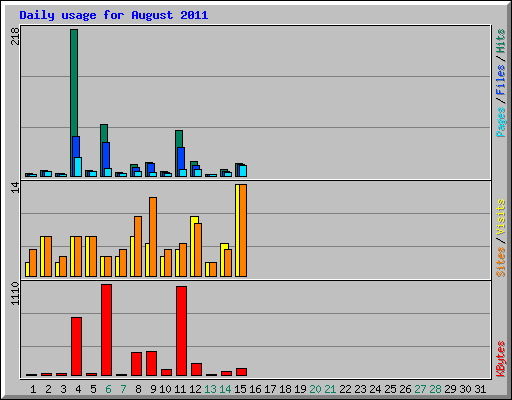 Daily usage for August 2011
218
Pages / Files / Hits
14
Sites / Visits
1110
KBytes
1 2 3 4 5 6 7 8 9 10 11 12 13 14 15 16 17 18 19 20 21 22 23 24 25 26 27 28 29 30 31